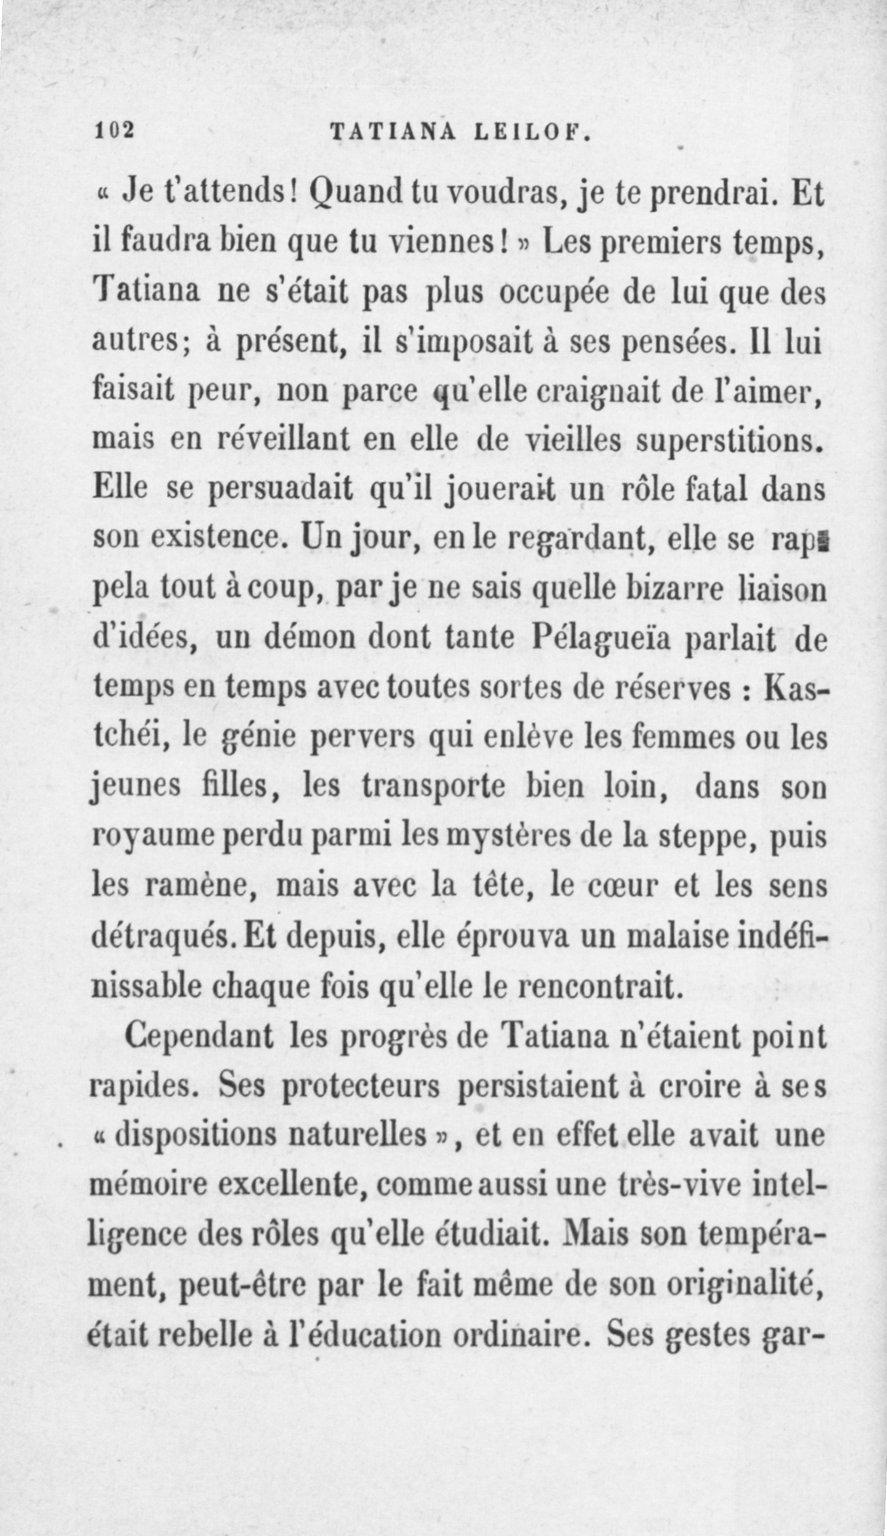 102 TATIANA LEILOF.
« Je t'attends! Quand tu voudras, je te prendrai. Et
il faudra bien que tu viennes! » Les premiers temps,
Tatiana ne s'était pas plus occupée de lui que des
autres; à présent, il s'imposait à ses pensées. Il lui
faisait peur, non parce qu'elle craignait de l'aimer,
mais en réveillant en elle de vieilles superstitions.
Elle se persuadait qu'il jouerait un rôle fatal dans
son existence. Un jour, en le regardant, elle se rap-
pela tout à coup, par je ne sais quelle bizarre liaison
d'idées, un démon dont tante Pélagueïa parlait de
temps en temps avec toutes sortes de réserves : Kas-
tchéi, le génie pervers qui enlève les femmes ou les
jeunes filles, les transporte bien loin, dans son
royaume perdu parmi les mystères de la steppe, puis
les ramène, mais avec la tête, le cœur et les sens
détraqués. Et depuis, elle éprouva un malaise indéfi-
nissable chaque fois qu'elle le rencontrait.
Cependant les progrès de Tatiana n'étaient point
rapides. Ses protecteurs persistaient à croire à ses
« dispositions naturelles », et en effet elle avait une
mémoire excellente, comme aussi une très-vive intel-
ligence des rôles qu'elle étudiait. Mais son tempéra-
ment, peut-être par le fait même de son originalité,
était rebelle à l'éducation ordinaire. Ses gestes gar-